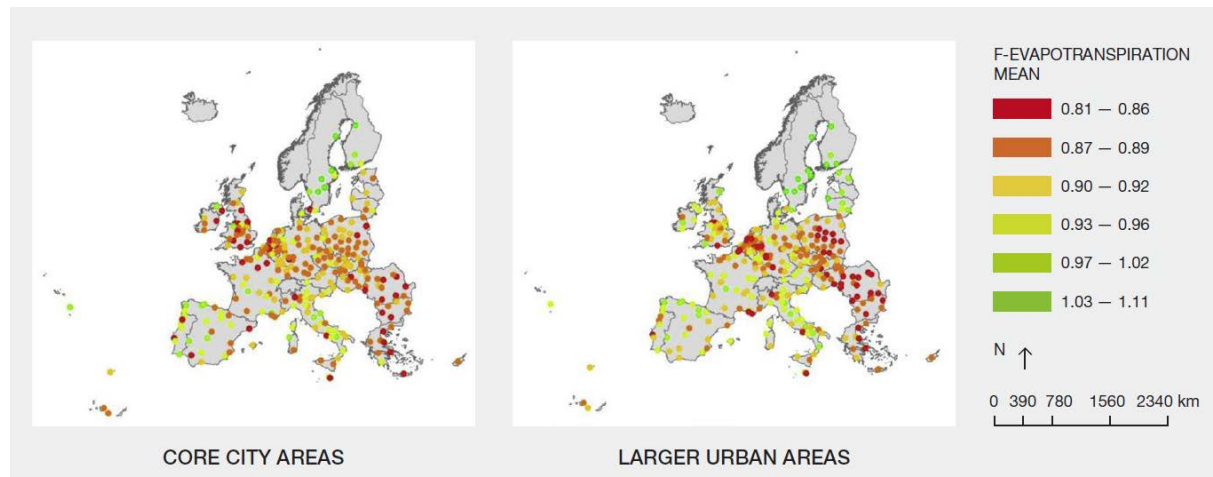 F-EVAPOTRANSPIRATION
MEAN
0.81 — 0.86
0.87 — 0.89
0.90 — 0.92
0.93 — 0.96
0.97 — 1.02
1.03 — 1.11
N
0 390 780 1560 2340 km
CORE CITY AREAS
LARGER URBAN AREAS